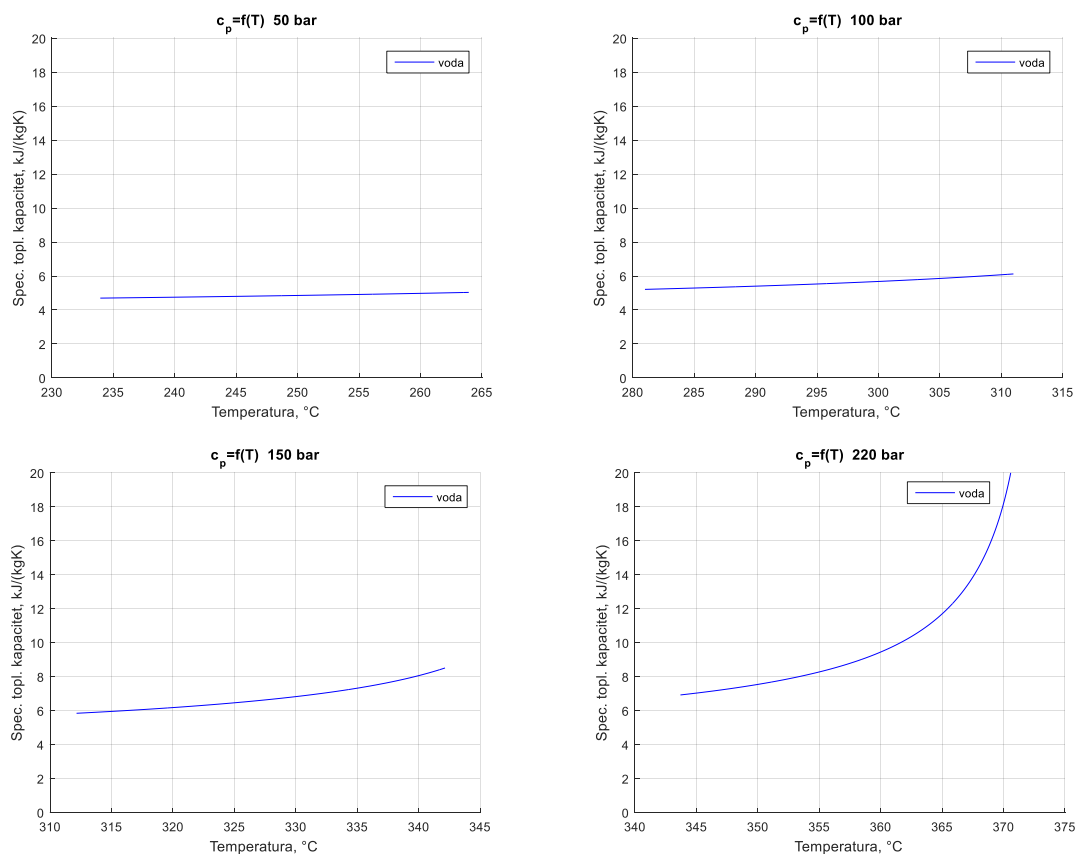 c_p=f(T) 50 bar
20
18
16
14
12
10
8
6
4
2
0
Spec. topl. kapacitet, kJ/(kgK)
voda
230 235 240 245 250 255 260 265
Temperatura, °C
c_p=f(T) 100 bar
20
18
16
14
12
10
8
6
4
2
0
Spec. topl. kapacitet, kJ/(kgK)
voda
280 285 290 295 300 305 310 315
Temperatura, °C
c_p=f(T) 150 bar
20
18
16
14
12
10
8
6
4
2
0
Spec. topl. kapacitet, kJ/(kgK)
voda
310 315 320 325 330 335 340 345
Temperatura, °C
c_p=f(T) 220 bar
20
18
16
14
12
10
8
6
4
2
0
Spec. topl. kapacitet, kJ/(kgK)
voda
340 345 350 355 360 365 370 375
Temperatura, °C